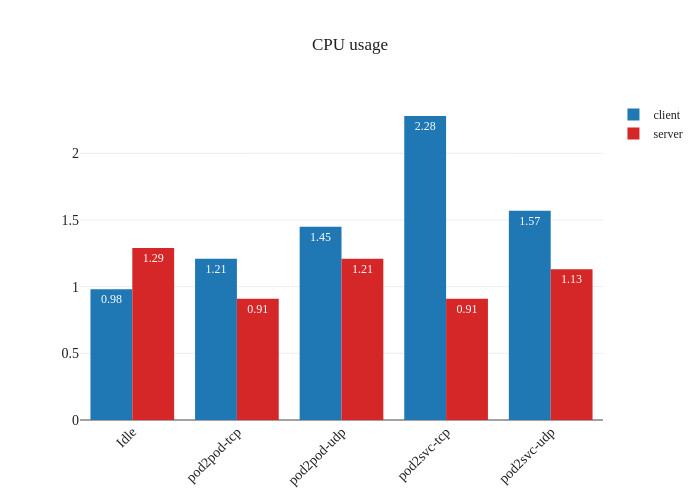 CPU usage
client
server
2
1.5
1
0.5
0
0.98
1.29
1.21
0.91
1.45
1.21
2.28
0.91
1.57
1.13
Idle
pod2pod-tcp
pod2pod-udp
pod2svc-tcp
pod2svc-udp